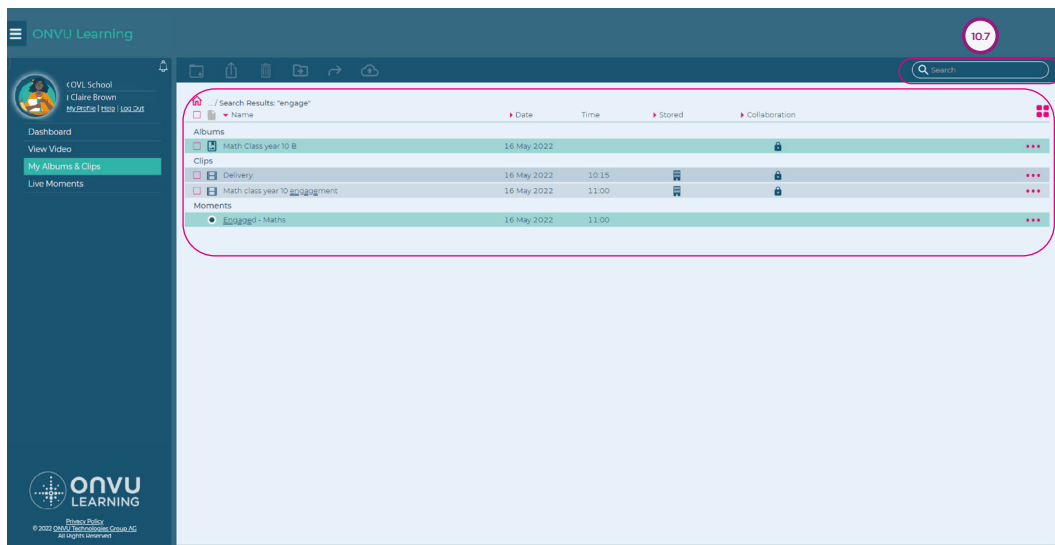 ONVU Learning
10.7
OVL School
Claire Brown
My Profile | Help | Log Out
Dashboard
View Video
My Albums & Clips
Live Moments
Search
... / Search Results: "engage"
Name Date Time Stored Collaboration
Albums
Math Class year 10 B 16 May 2022
Clips
Delivery 16 May 2022 10:15
Math class year 10 engagement 16 May 2022 11:00
Moments
Engaged - Maths 16 May 2022 11:00
ONVU
LEARNING
Privacy Policy
© 2022 ONVU Technologies Group AG
All Rights Reserved